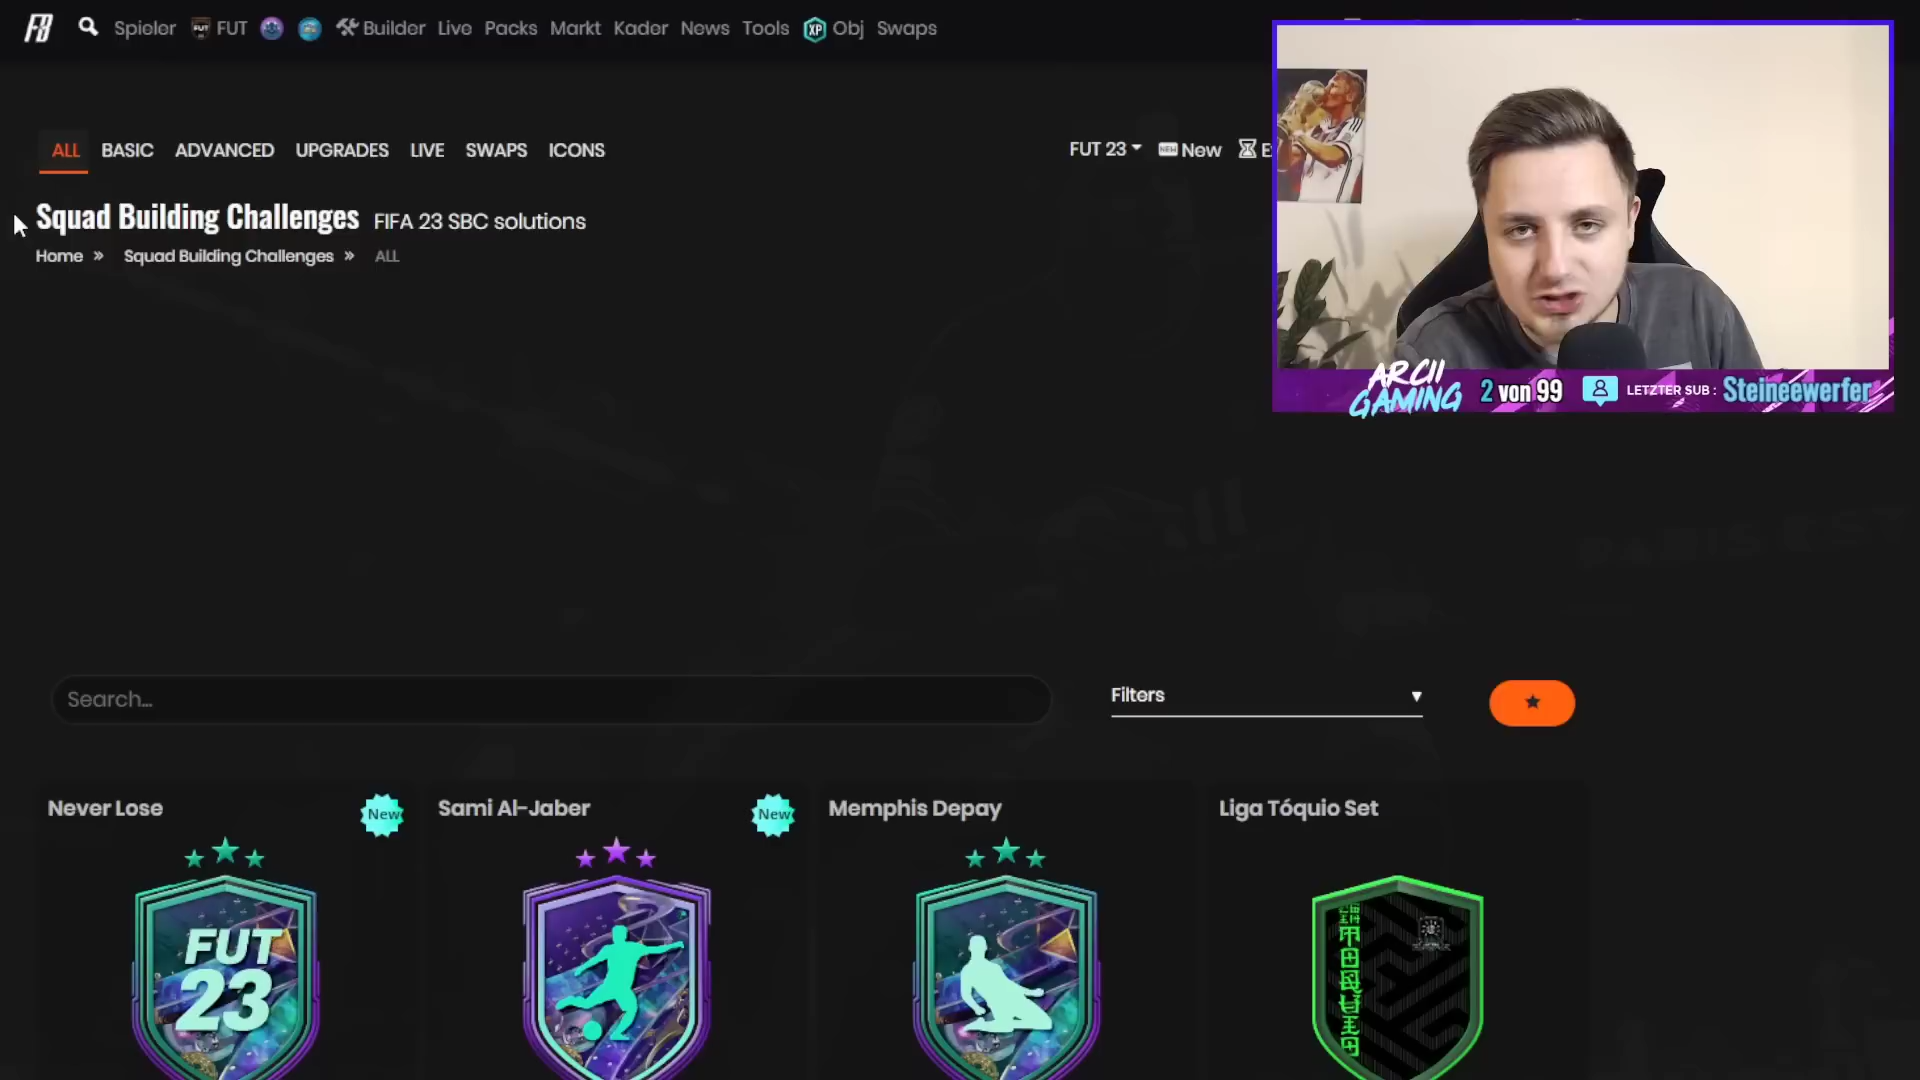 Spieler FUT Builder Live Packs Markt Kader News Tools XP Obj Swaps
ALL BASIC ADVANCED UPGRADES LIVE SWAPS ICONS
FUT 23 NEW New E
Squad Building Challenges FIFA 23 SBC solutions
Home » Squad Building Challenges » ALL
ARCII
GAMING
2 von 99
LETZTER SUB : Steineewerfer
Search...
Filters
Never Lose
New
Sami Al-Jaber
New
Memphis Depay
Liga Tóquio Set
FUT
23